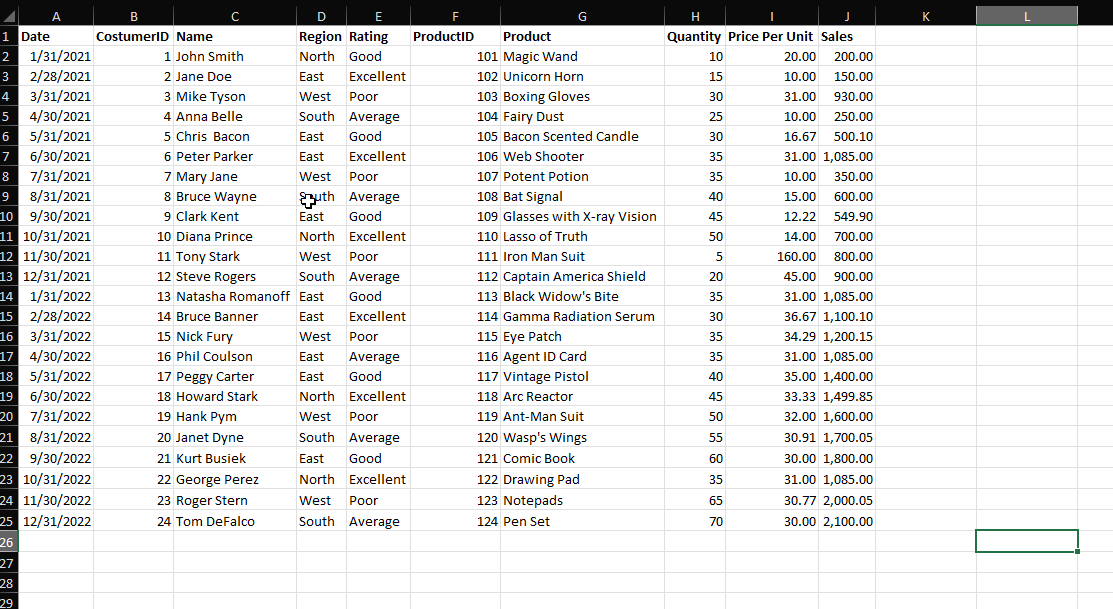 A B C D E F G H I J K L
1 Date CostumerID Name Region Rating ProductID Product Quantity Price Per Unit Sales
2 1/31/2021 1 John Smith North Good 101 Magic Wand 10 20.00 200.00
3 2/28/2021 2 Jane Doe East Excellent 102 Unicorn Horn 15 10.00 150.00
4 3/31/2021 3 Mike Tyson West Poor 103 Boxing Gloves 30 31.00 930.00
5 4/30/2021 4 Anna Belle South Average 104 Fairy Dust 25 10.00 250.00
6 5/31/2021 5 Chris  Bacon East Good 105 Bacon Scented Candle 30 16.67 500.10
7 6/30/2021 6 Peter Parker East Excellent 106 Web Shooter 35 31.00 1,085.00
8 7/31/2021 7 Mary Jane West Poor 107 Potent Potion 35 10.00 350.00
9 8/31/2021 8 Bruce Wayne South Average 108 Bat Signal 40 15.00 600.00
10 9/30/2021 9 Clark Kent East Good 109 Glasses with X-ray Vision 45 12.22 549.90
11 10/31/2021 10 Diana Prince North Excellent 110 Lasso of Truth 50 14.00 700.00
12 11/30/2021 11 Tony Stark West Poor 111 Iron Man Suit 5 160.00 800.00
13 12/31/2021 12 Steve Rogers South Average 112 Captain America Shield 20 45.00 900.00
14 1/31/2022 13 Natasha Romanoff East Good 113 Black Widow's Bite 35 31.00 1,085.00
15 2/28/2022 14 Bruce Banner East Excellent 114 Gamma Radiation Serum 30 36.67 1,100.10
16 3/31/2022 15 Nick Fury West Poor 115 Eye Patch 35 34.29 1,200.15
17 4/30/2022 16 Phil Coulson East Average 116 Agent ID Card 35 31.00 1,085.00
18 5/31/2022 17 Peggy Carter East Good 117 Vintage Pistol 40 35.00 1,400.00
19 6/30/2022 18 Howard Stark North Excellent 118 Arc Reactor 45 33.33 1,499.85
20 7/31/2022 19 Hank Pym West Poor 119 Ant-Man Suit 50 32.00 1,600.00
21 8/31/2022 20 Janet Dyne South Average 120 Wasp's Wings 55 30.91 1,700.05
22 9/30/2022 21 Kurt Busiek East Good 121 Comic Book 60 30.00 1,800.00
23 10/31/2022 22 George Perez North Excellent 122 Drawing Pad 35 31.00 1,085.00
24 11/30/2022 23 Roger Stern West Poor 123 Notepads 65 30.77 2,000.05
25 12/31/2022 24 Tom DeFalco South Average 124 Pen Set 70 30.00 2,100.00
26
27
28
29